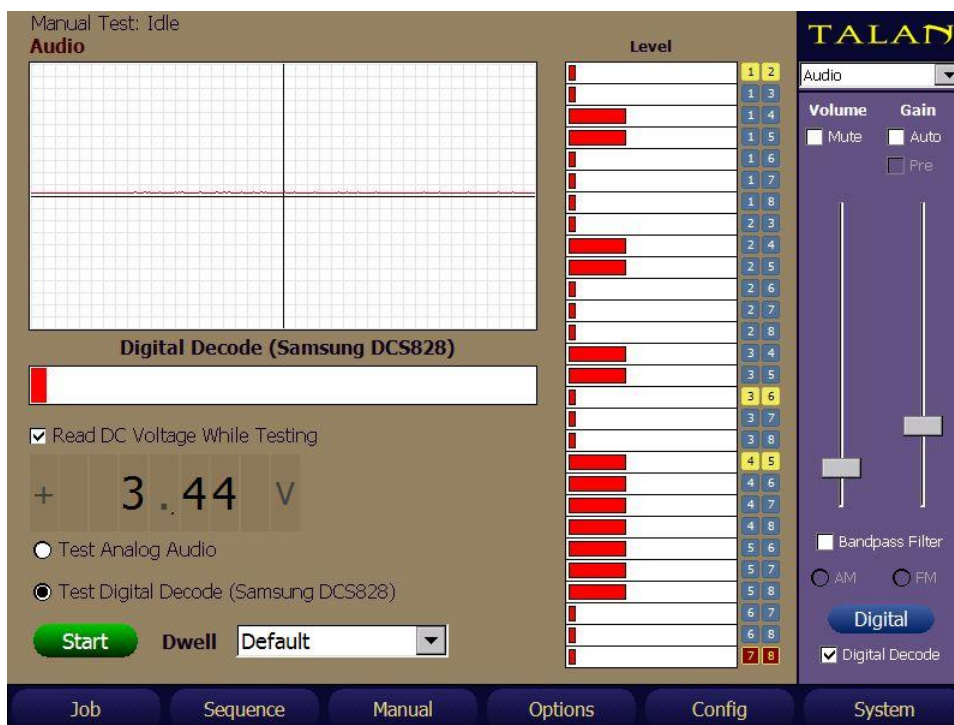 Manual Test: Idle
Audio
Level
1 2
1 3
1 4
1 5
1 6
1 7
1 8
2 3
2 4
2 5
2 6
2 7
2 8
3 4
3 5
3 6
3 7
3 8
4 5
4 6
4 7
4 8
5 6
5 7
5 8
6 7
6 8
7 8
Digital Decode (Samsung DCS828)
Read DC Voltage While Testing
+ 3.44 V
Test Analog Audio
Test Digital Decode (Samsung DCS828)
Start Dwell Default
TALAN
Audio
Volume Gain
Mute Auto
Pre
Bandpass Filter
AM FM
Digital
Digital Decode
Job Sequence Manual Options Config System